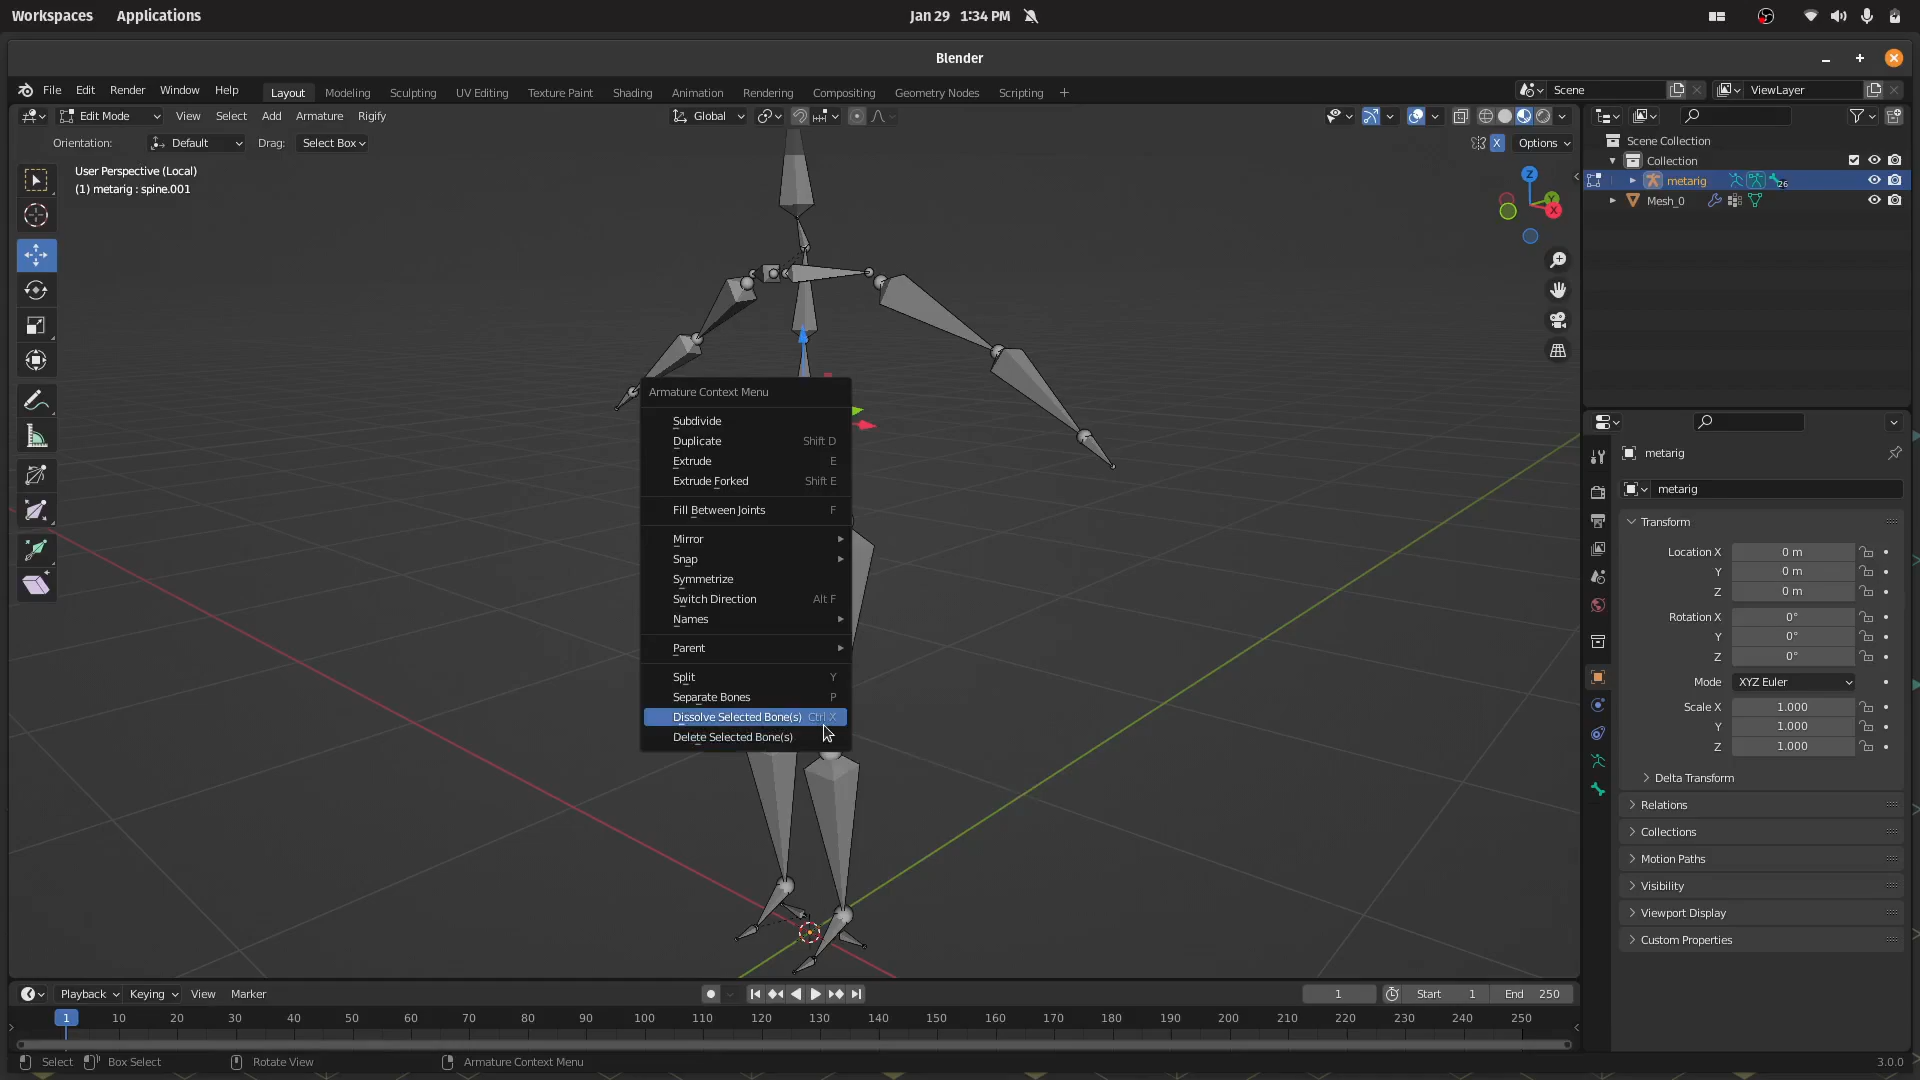 Workspaces Applications Jan 29 1:34 PM
Blender
File Edit Render Window Help Layout Modeling Sculpting UV Editing Texture Paint Shading Animation Rendering Compositing Geometry Nodes Scripting + Scene ViewLayer
Edit Mode View Select Add Armature Rigify Global
Orientation: Default Drag: Select Box X Options
User Perspective (Local)
(1) metarig : spine.001
Z
Y
X
Scene Collection
Collection
metarig 26
Mesh_0
Armature Context Menu
Subdivide
Duplicate Shift D
Extrude E
Extrude Forked Shift E
Fill Between Joints F
Mirror
Snap
Symmetrize
Switch Direction Alt F
Names
Parent
Split Y
Separate Bones P
Dissolve Selected Bone(s) Ctrl X
Delete Selected Bone(s)
metarig
metarig
Transform
Location X 0 m
Y 0 m
Z 0 m
Rotation X 0°
Y 0°
Z 0°
Mode XYZ Euler
Scale X 1.000
Y 1.000
Z 1.000
Delta Transform
Relations
Collections
Motion Paths
Visibility
Viewport Display
Custom Properties
Playback Keying View Marker 1 Start 1 End 250
1 10 20 30 40 50 60 70 80 90 100 110 120 130 140 150 160 170 180 190 200 210 220 230 240 250
Select Box Select Rotate View Armature Context Menu 3.0.0